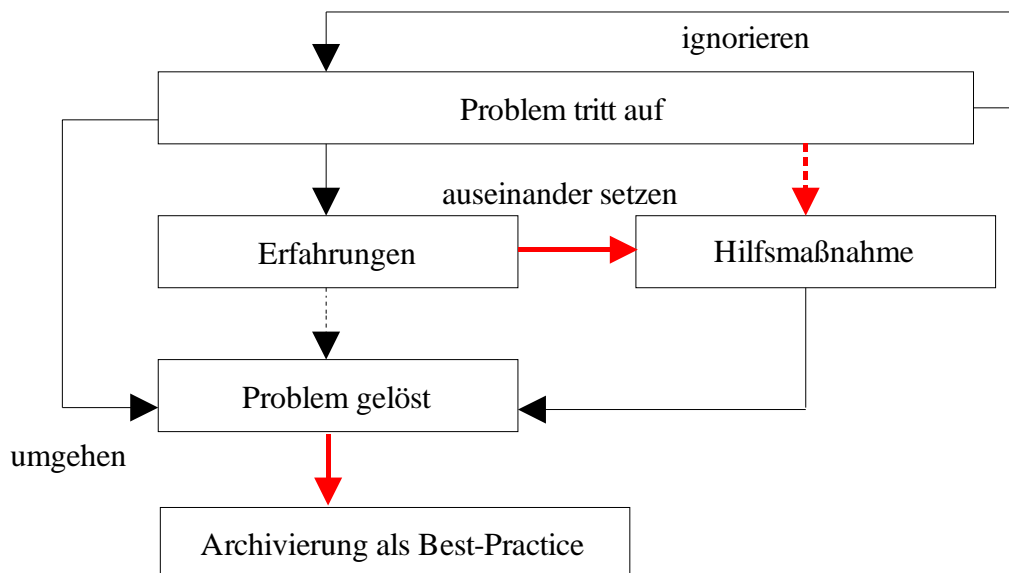 ignorieren
Problem tritt auf
auseinander setzen
Erfahrungen
Hilfsmaßnahme
Problem gelöst
umgehen
Archivierung als Best-Practice